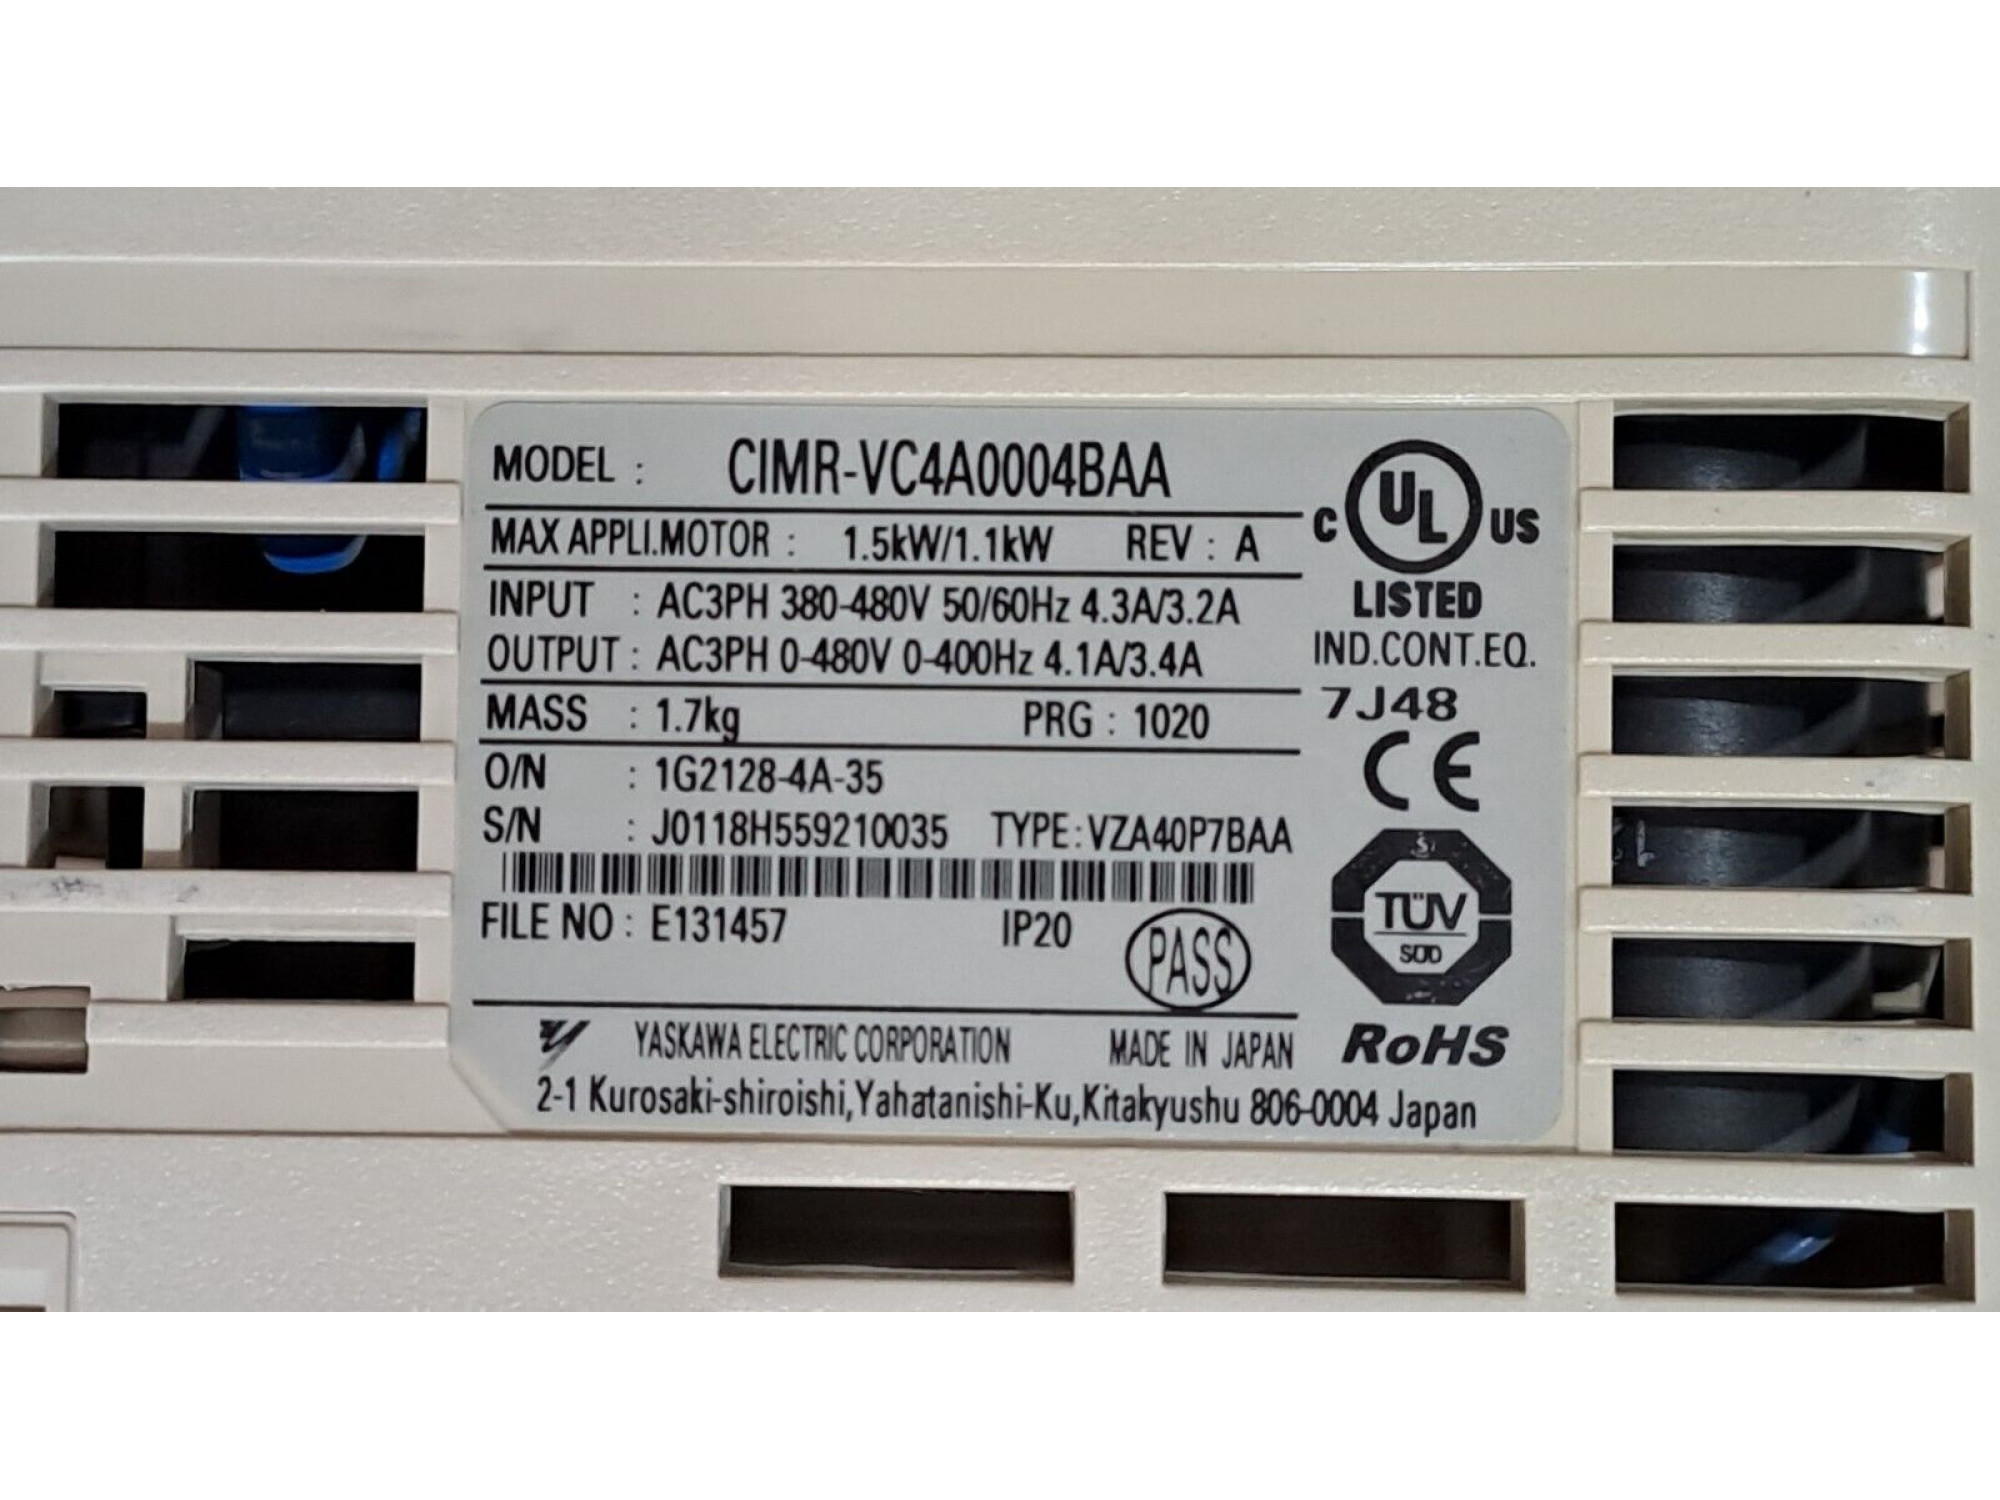 MODEL : CIMR-VC4A0004BAA
MAX APPLI.MOTOR : 1.5kW/1.1kW REV : A
INPUT : AC3PH 380-480V 50/60Hz 4.3A/3.2A
OUTPUT : AC3PH 0-480V 0-400Hz 4.1A/3.4A
MASS : 1.7kg PRG : 1020
O/N : 1G2128-4A-35
S/N : J0118H559210035 TYPE : VZA40P7BAA
FILE NO : E131457 IP20 PASS
YASKAWA ELECTRIC CORPORATION MADE IN JAPAN
2-1 Kurosaki-shiroishi,Yahatanishi-Ku,Kitakyushu 806-0004 Japan
C UL US
LISTED
IND.CONT.EQ.
7J48
CE
TÜV
SÜD
RoHS